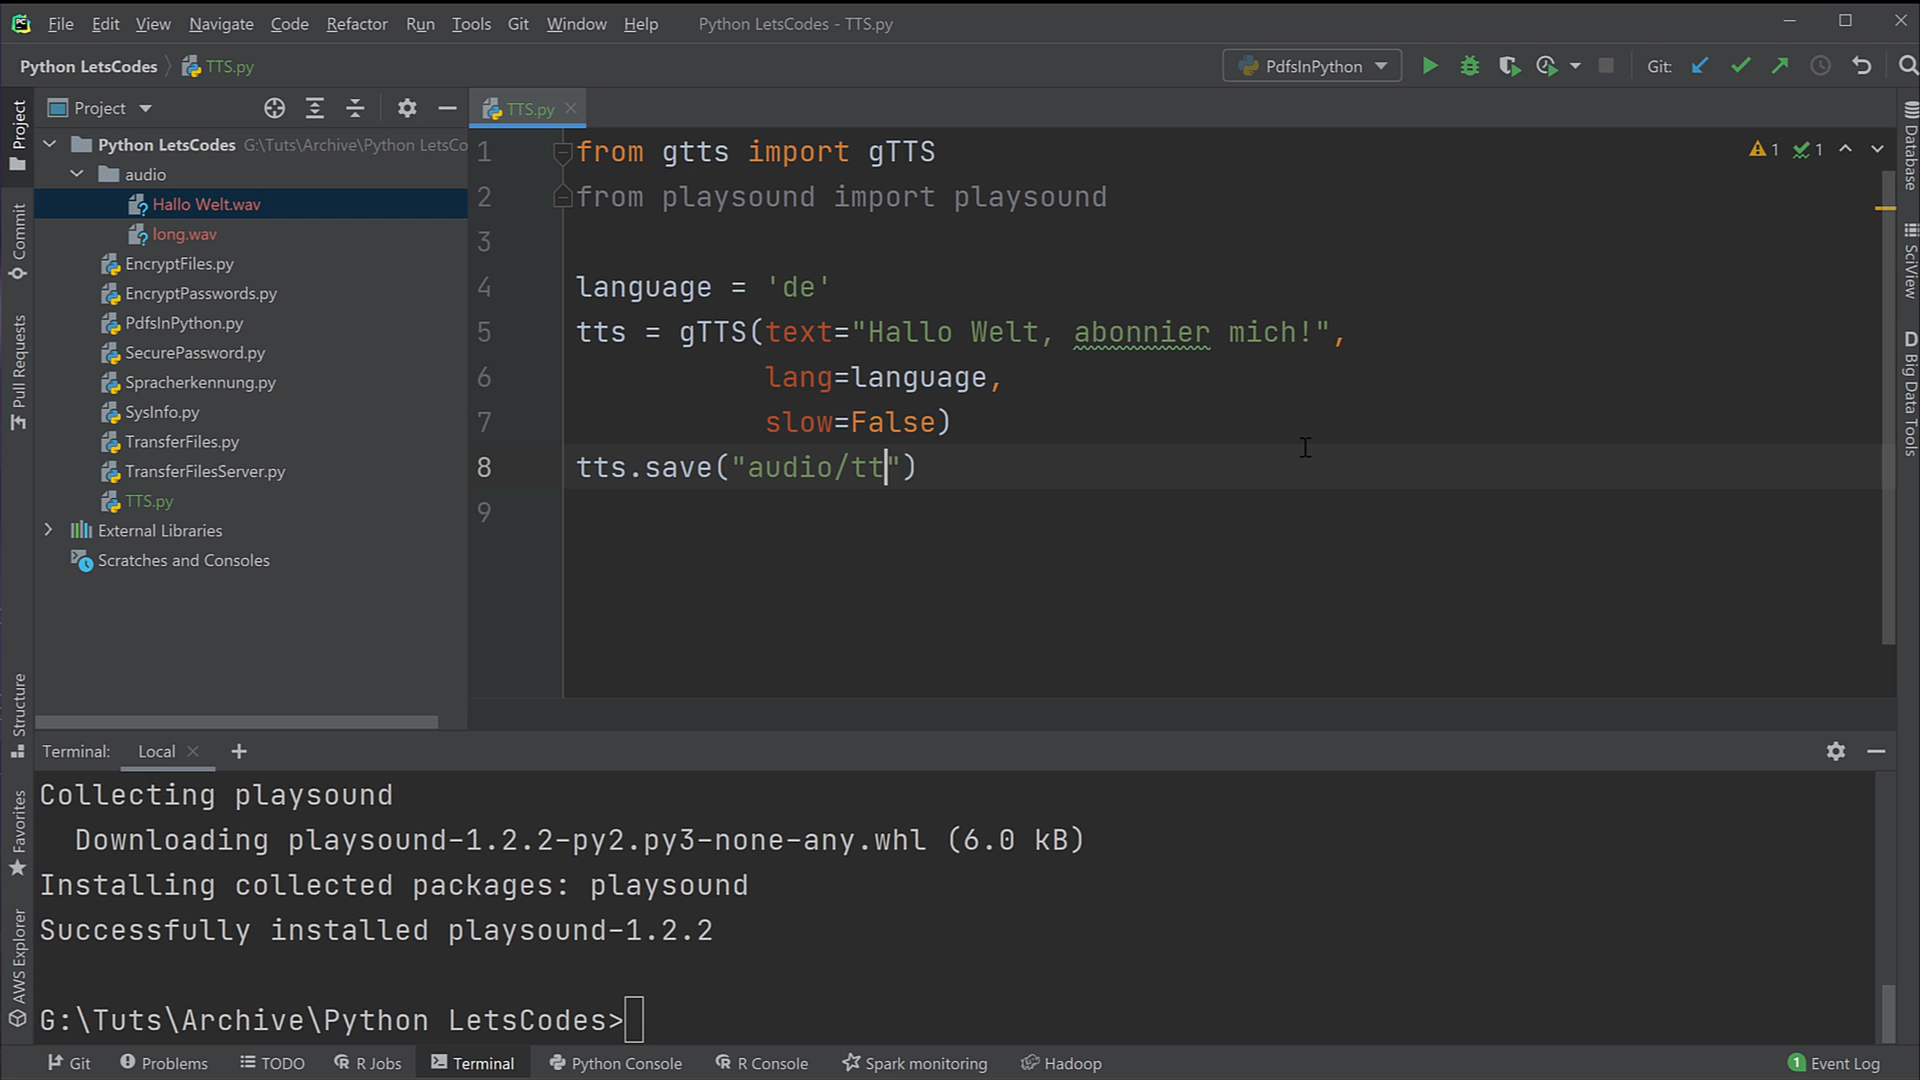 File Edit View Navigate Code Refactor Run Tools Git Window Help Python LetsCodes - TTS.py
Python LetsCodes TTS.py PdfsInPython Git:
Project
TTS.py
Python LetsCodes G:\Tuts\Archive\Python LetsCo
audio
Hallo Welt.wav
long.wav
EncryptFiles.py
EncryptPasswords.py
PdfsInPython.py
SecurePassword.py
Spracherkennung.py
SysInfo.py
TransferFiles.py
TransferFilesServer.py
TTS.py
External Libraries
Scratches and Consoles
1 from gtts import gTTS
2 from playsound import playsound
3
4 language = 'de'
5 tts = gTTS(text="Hallo Welt, abonnier mich!",
6 lang=language,
7 slow=False)
8 tts.save("audio/tt")
9
1 1
Project
Commit
Pull Requests
Structure
Favorites
AWS Explorer
Database
SciView
D Big Data Tools
Terminal: Local
Collecting playsound
Downloading playsound-1.2.2-py2.py3-none-any.whl (6.0 kB)
Installing collected packages: playsound
Successfully installed playsound-1.2.2
G:\Tuts\Archive\Python LetsCodes>
Git Problems TODO R Jobs Terminal Python Console R Console Spark monitoring Hadoop 1 Event Log